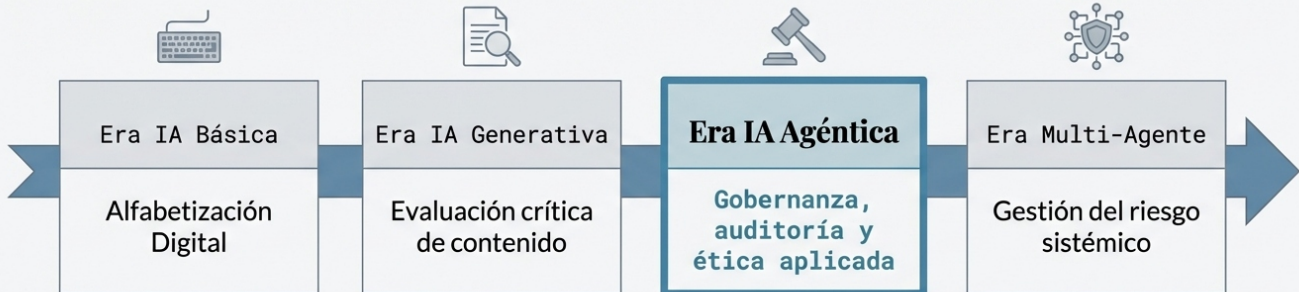 Era IA Básica
Alfabetización
Digital
Era IA Generativa
Evaluación crítica
de contenido
Era IA Agéntica
Gobernanza,
auditoría y
ética aplicada
Era Multi-Agente
Gestión del riesgo
sistémico